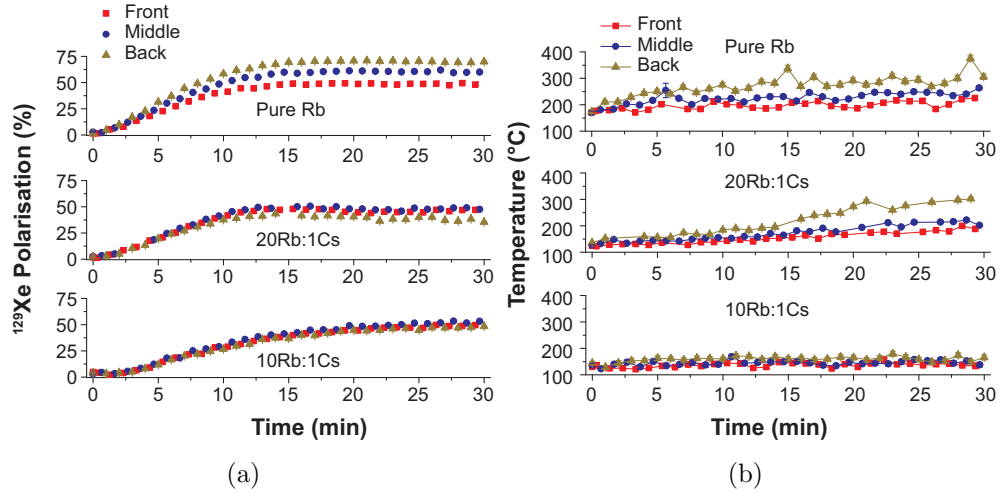 Front
Middle
Back
¹²⁹Xe Polarisation (%)
75
50
25
0
Pure Rb
0 5 10 15 20 25 30
75
50
25
0
20Rb:1Cs
0 5 10 15 20 25 30
75
50
25
0
10Rb:1Cs
0 5 10 15 20 25 30
Time (min)
(a)
Front
Middle
Back
Pure Rb
Temperature (°C)
400
300
200
100
0 5 10 15 20 25 30
20Rb:1Cs
400
300
200
100
0 5 10 15 20 25 30
10Rb:1Cs
400
300
200
100
0 5 10 15 20 25 30
Time (min)
(b)